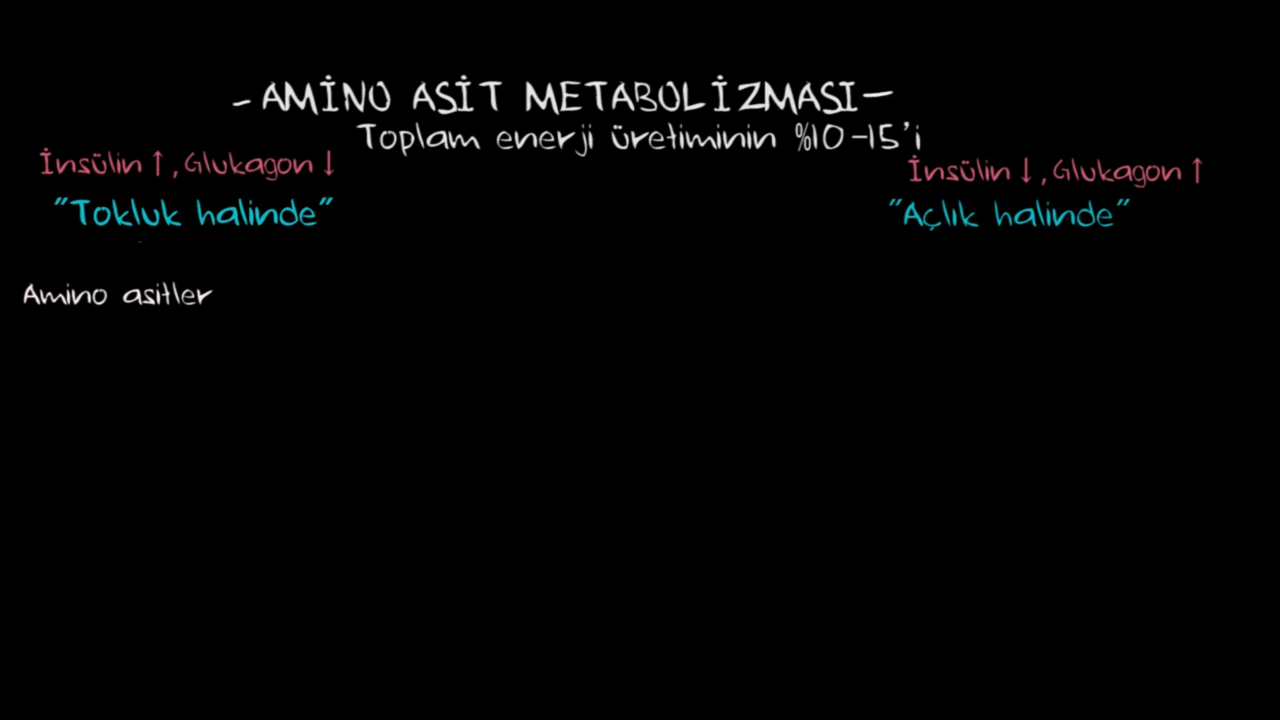 - AMİNO ASİT METABOLİZMASI —
Toplam enerji üretiminin %10-15'i
İnsülin ↑, Glukagon ↓
"Tokluk halinde"
İnsülin ↓, Glukagon ↑
"Açlık halinde"
Amino asitler